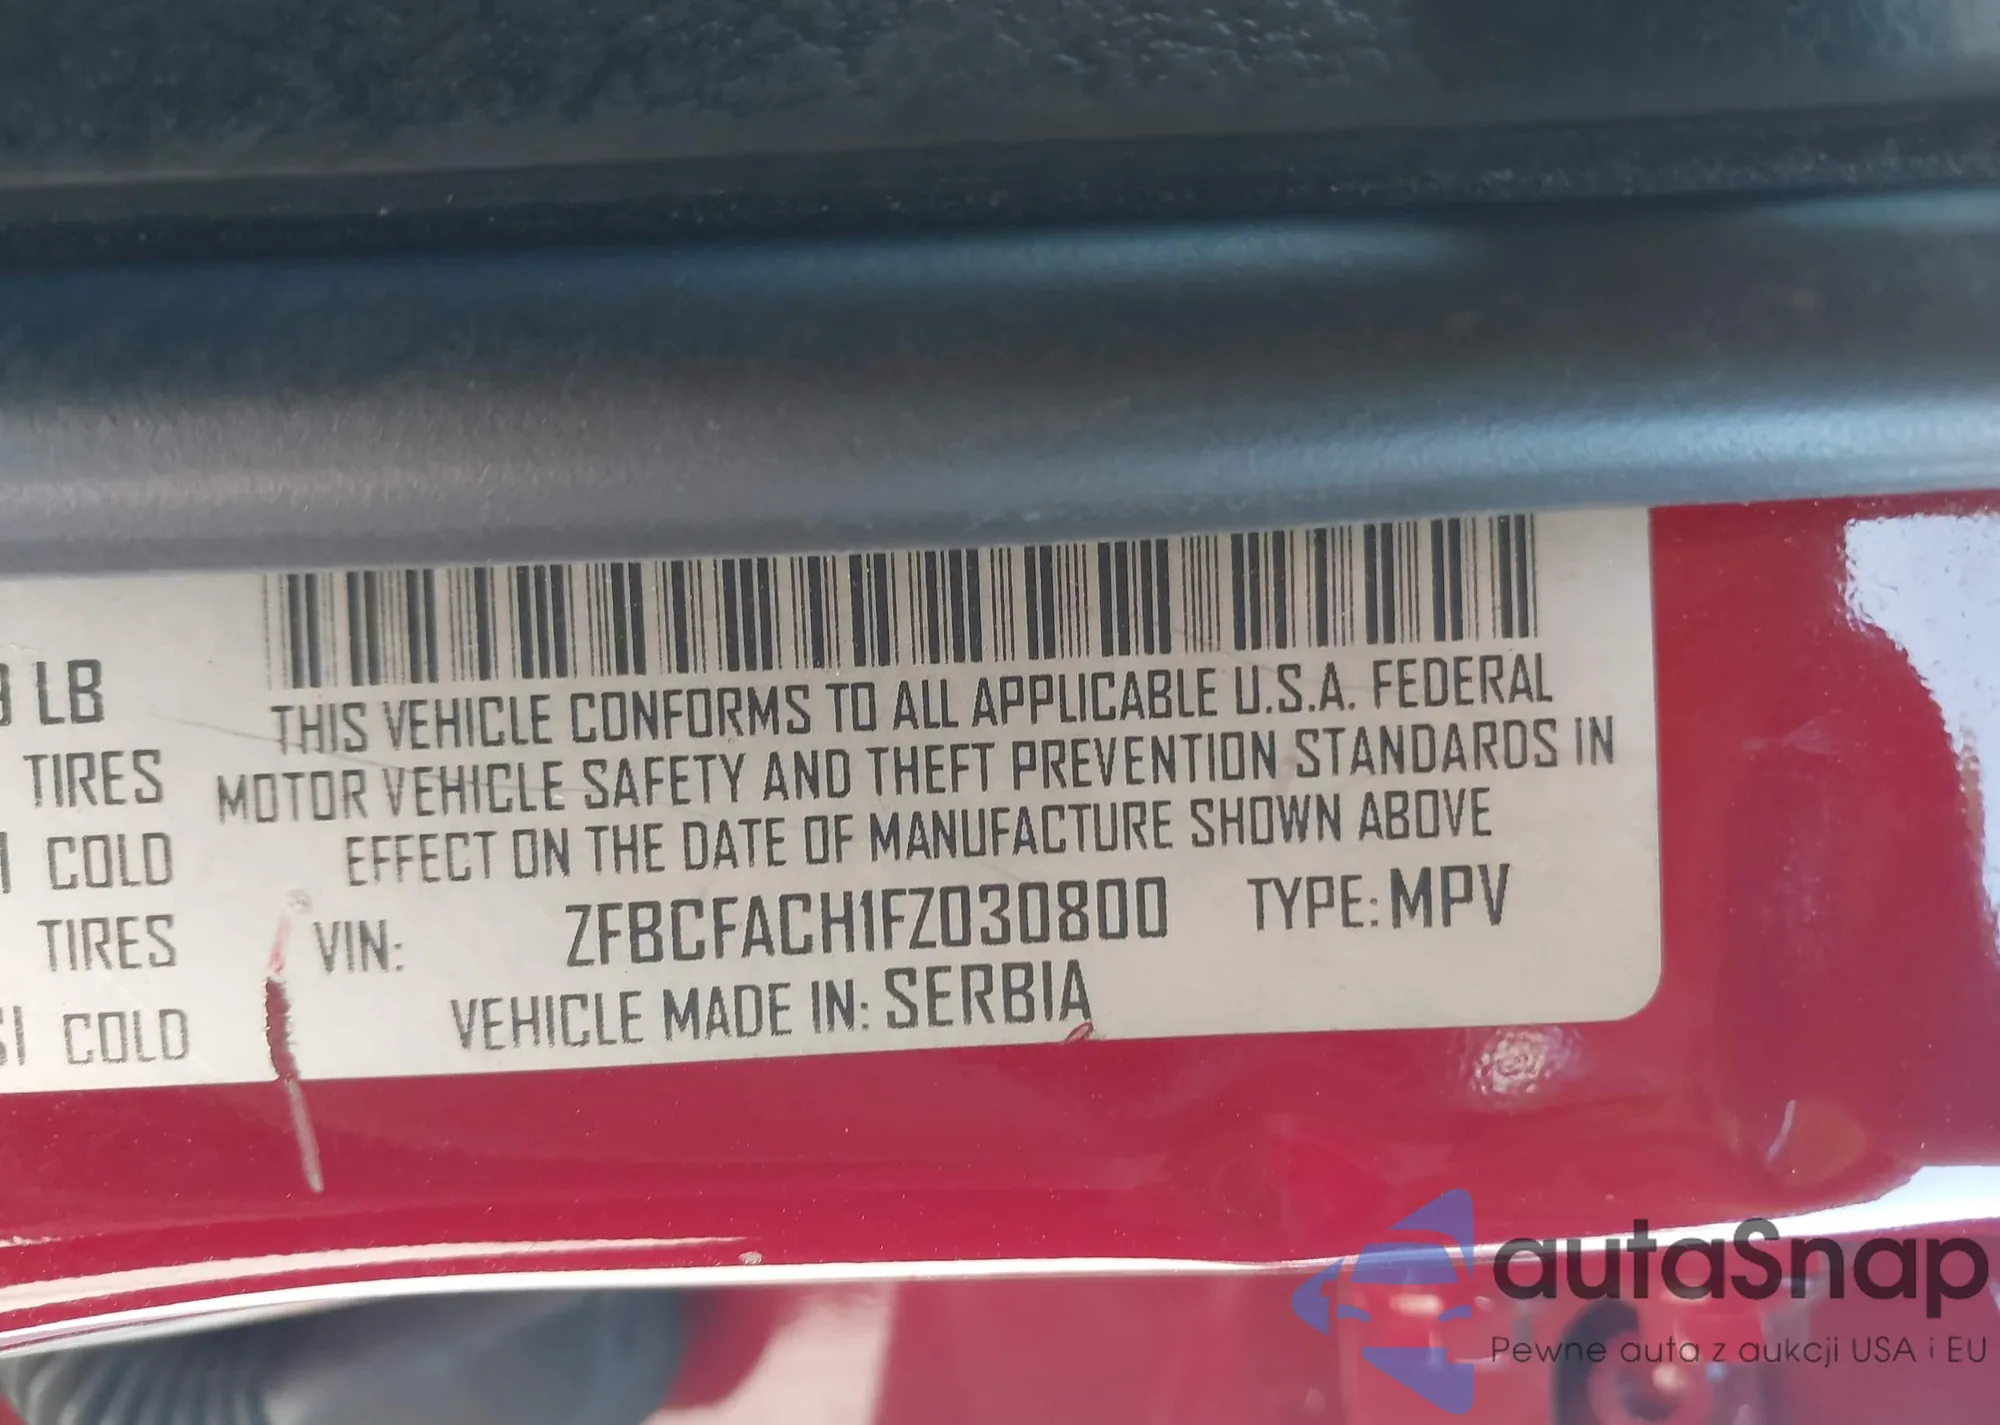 LB
TIRES
COLD
TIRES
COLD
THIS VEHICLE CONFORMS TO ALL APPLICABLE U.S.A. FEDERAL
MOTOR VEHICLE SAFETY AND THEFT PREVENTION STANDARDS IN
EFFECT ON THE DATE OF MANUFACTURE SHOWN ABOVE
VIN: ZFBCFACH1FZ030800 TYPE: MPV
VEHICLE MADE IN: SERBIA
autaSnap
Pewne auta z aukcji USA i EU